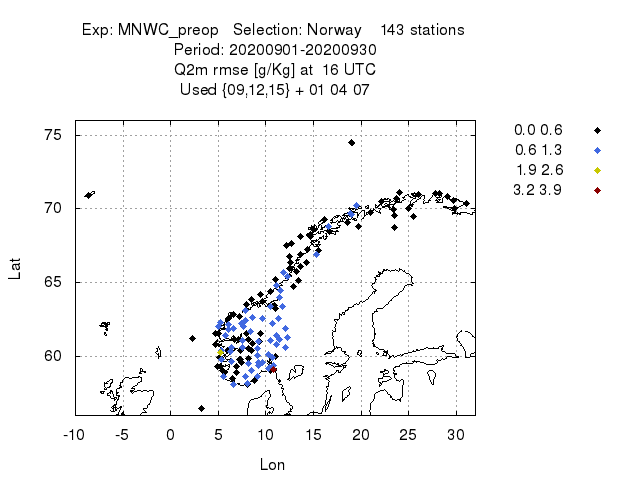 Exp: MNWC_preop   Selection: Norway    143 stations
Period: 20200901-20200930
Q2m rmse [g/Kg] at  16 UTC
Used {09,12,15} + 01 04 07
0.0 0.6
0.6 1.3
1.9 2.6
3.2 3.9
75
70
65
60
Lat
-10 -5 0 5 10 15 20 25 30
Lon